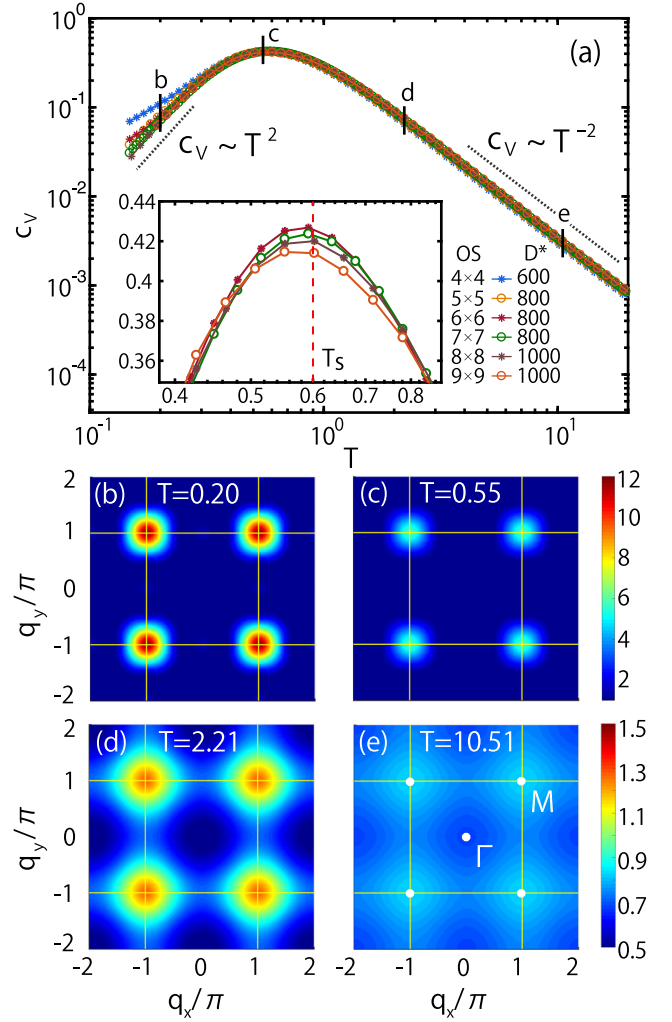 (a)
10⁰
10⁻¹
10⁻²
10⁻³
10⁻⁴
c_V
b
c
d
e
c_V ~ T²
c_V ~ T⁻²
0.44
0.424
0.42
0.4
0.38
0.36
0.4
0.5
0.6
0.7
0.8
T_S
OS D*
4×4 600
5×5 800
6×6 800
7×7 800
8×8 1000
9×9 1000
10⁻¹
10⁰
10¹
T
(b) T=0.20
(c) T=0.55
2
1
0
-1
-2
q_y/π
12
10
8
6
4
2
(d) T=2.21
(e) T=10.51
M
Γ
2
1
0
-1
-2
q_y/π
-2 -1 0 1 2
-1 0 1 2
q_x/π
q_x/π
1.5
1.3
1.1
0.9
0.7
0.5